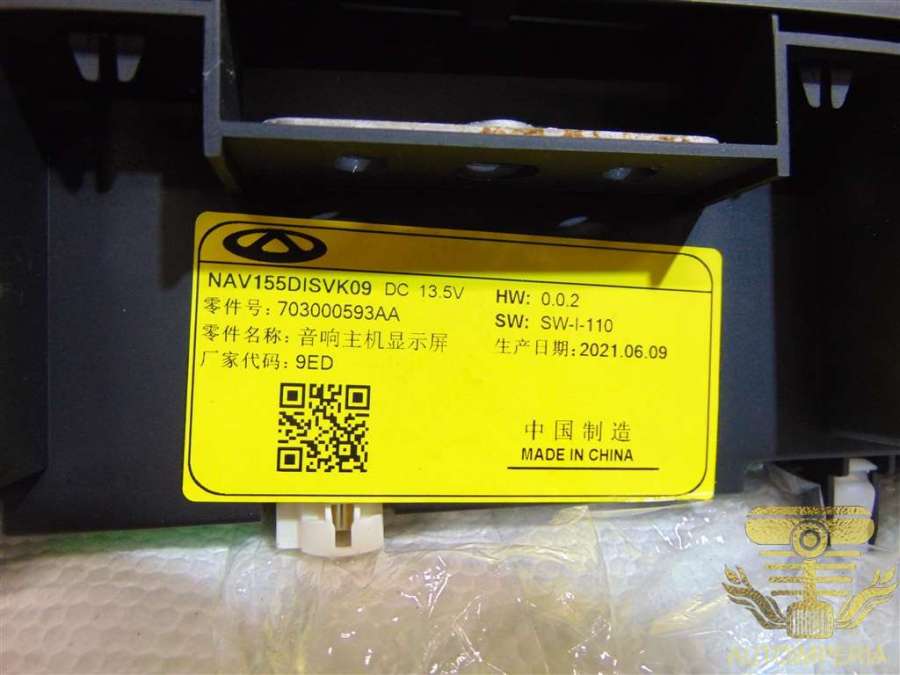 NAV155DISVK09 DC 13.5V
零件号: 703000593AA
零件名称: 音响主机显示屏
厂家代码: 9ED
HW: 0.0.2
SW: SW-I-110
生产日期: 2021.06.09
中国制造
MADE IN CHINA
AUTOIMPERIA